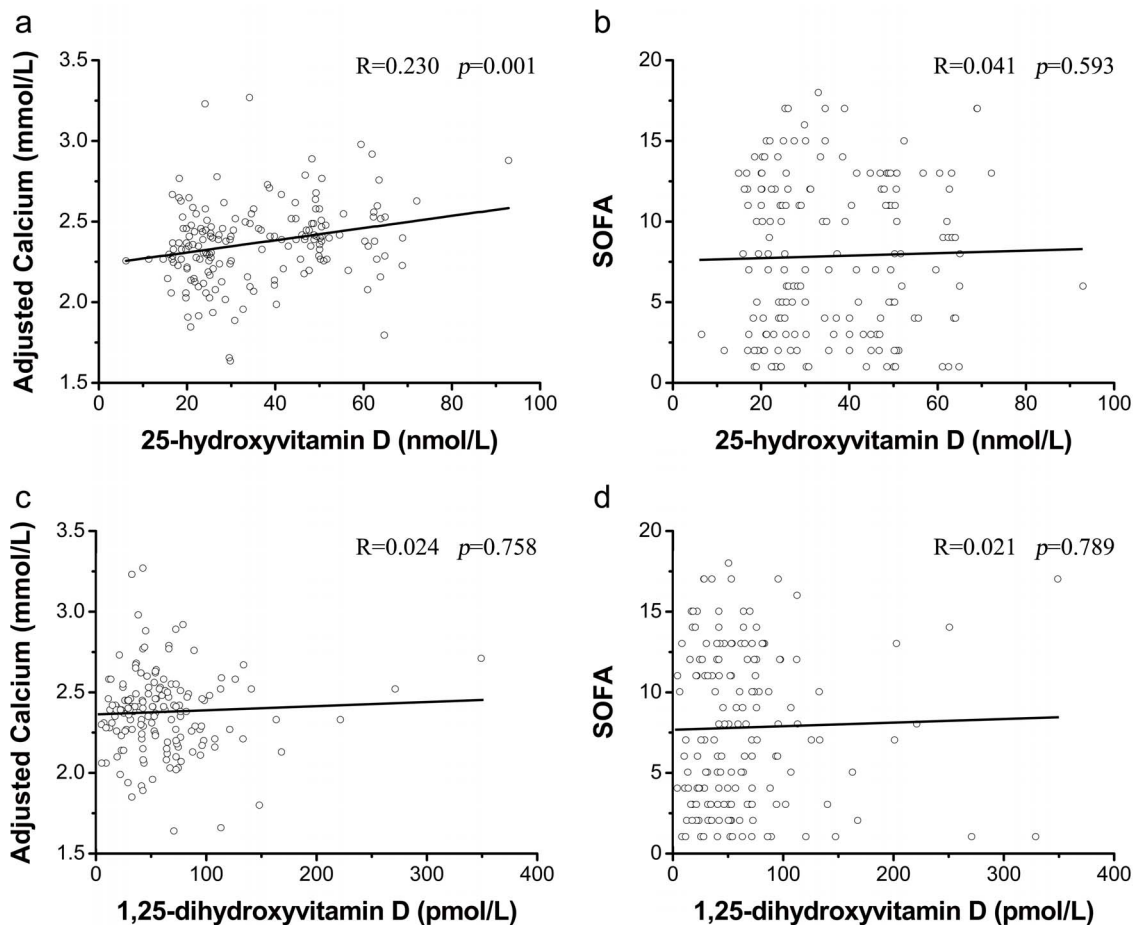 a
R=0.230 p=0.001
Adjusted Calcium (mmol/L)
3.5
3.0
2.5
2.0
1.5
0 20 40 60 80 100
25-hydroxyvitamin D (nmol/L)
b
R=0.041 p=0.593
SOFA
20
15
10
5
0
0 20 40 60 80 100
25-hydroxyvitamin D (nmol/L)
c
R=0.024 p=0.758
Adjusted Calcium (mmol/L)
3.5
3.0
2.5
2.0
1.5
0 100 200 300 400
1,25-dihydroxyvitamin D (pmol/L)
d
R=0.021 p=0.789
SOFA
20
15
10
5
0
0 100 200 300 400
1,25-dihydroxyvitamin D (pmol/L)